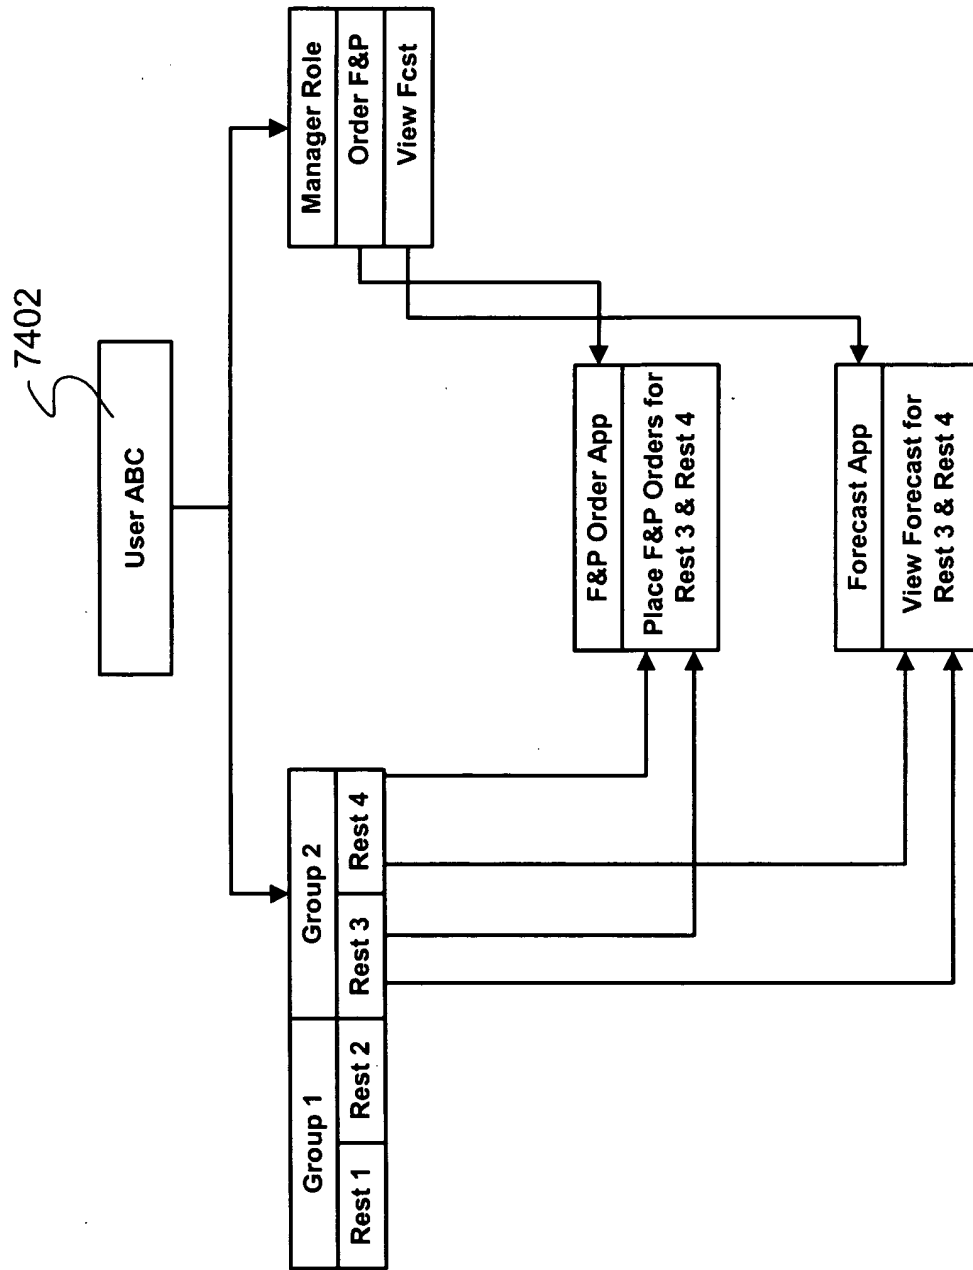 7402
User ABC
Group 1
Group 2
Rest 1
Rest 2
Rest 3
Rest 4
Manager Role
Order F&P
View Fcst
F&P Order App
Place F&P Orders for
Rest 3 & Rest 4
Forecast App
View Forecast for
Rest 3 & Rest 4